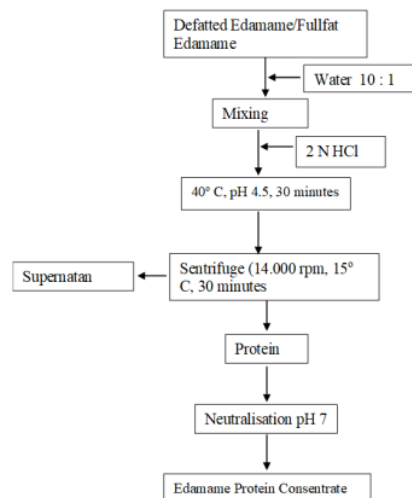 Defatted Edamame/Fullfat
Edamame
Water 10 : 1
Mixing
2 N HCl
40° C, pH 4.5, 30 minutes
Sentrifuge (14.000 rpm, 15°
C, 30 minutes
Supernatan
Protein
Neutralisation pH 7
Edamame Protein Consentrate